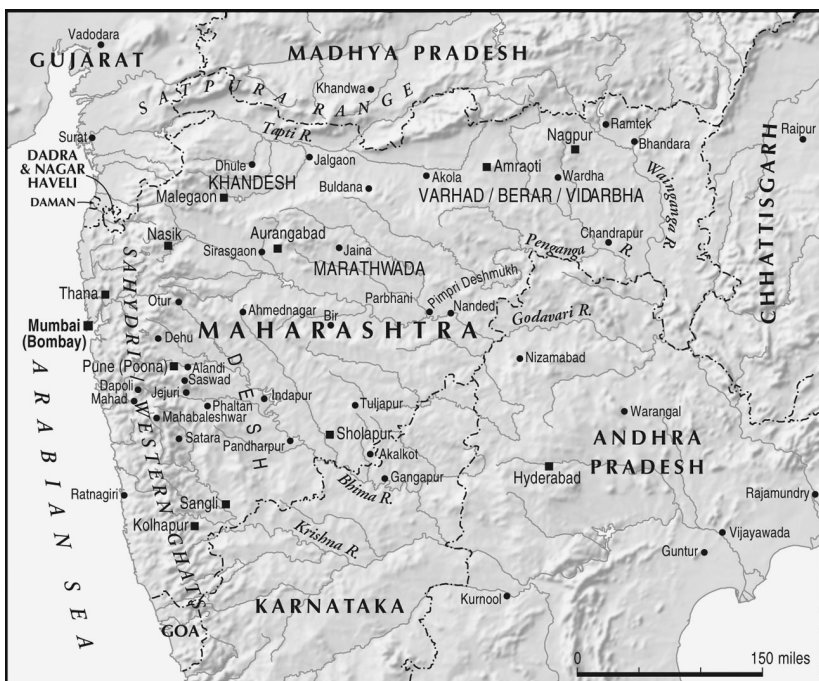 Vadodara
GUJARAT
MADHYA PRADESH
Khandwa
SATPURA RANGE
Tapti R.
Surat
Ramtek
Nagpur
Bhandara
Raipur
DADRA
& NAGAR
HAVELI
DAMAN
Dhule
Jalgaon
KHANDESH
Malegaon
Buldana
Akola
Amraoti
Wardha
VARHAD / BERAR / VIDARBHA
Wainganga R.
CHHATTISGARH
Nasik
Sirasgaon
Aurangabad
Jaina
MARATHWADA
Chandrapur
Penganga R.
Thana
Otur
Ahmednagar
Bir
Parbhani
Pimpri Deshmukh
Nanded
Godavari R.
Mumbai
(Bombay)
MAHARASHTRA
Dehu
Nizamabad
SAHYDRI / WESTERN GHATS
Pune (Poona)
Alandi
Saswad
Dapoli
Jejuri
Mahad
Phaltan
Indapur
Tuljapur
Mahabaleshwar
DESH
Satara
Pandharpur
Sholapur
Akalkot
Gangapur
Bhima R.
Warangal
ANDHRA
PRADESH
Hyderabad
Rajamundry
ARABIAN SEA
Ratnagiri
Sangli
Kolhapur
Krishna R.
Vijayawada
Guntur
KARNATAKA
Kurnool
GOA
0
150 miles